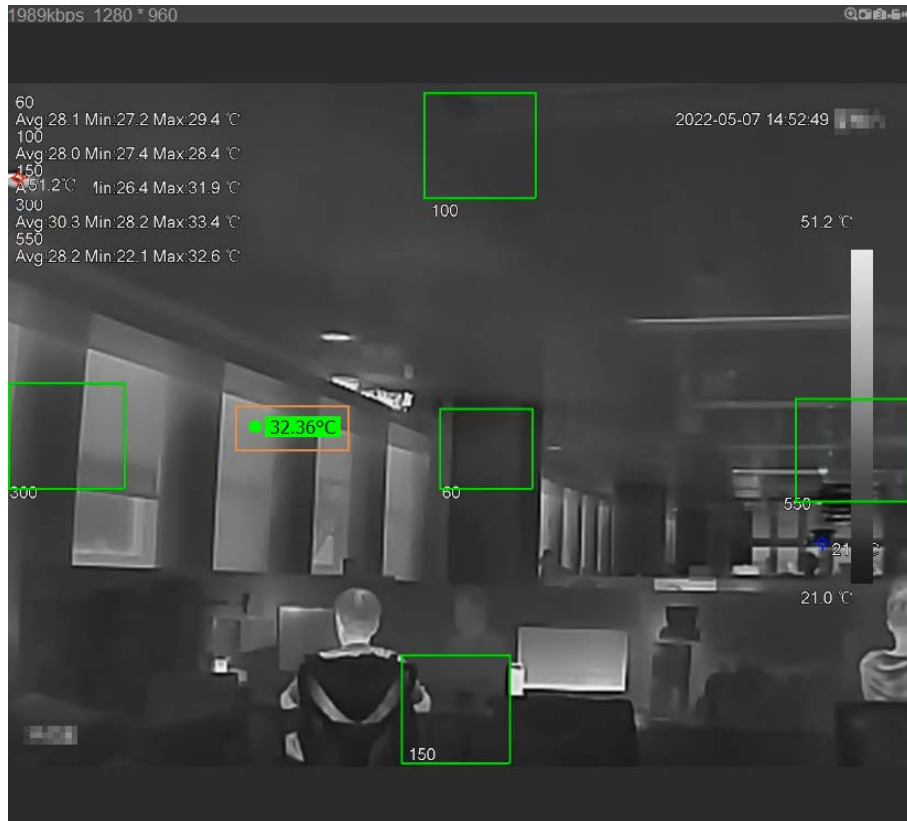 1989kbps 1280 * 960
60
Avg:28.1 Min:27.2 Max:29.4 ℃
2022-05-07 14:52:49
100
Avg:28.0 Min:27.4 Max:28.4 ℃
150
51.2℃ Min:26.4 Max:31.9 ℃
300
Avg:30.3 Min:28.2 Max:33.4 ℃
550
Avg:28.2 Min:22.1 Max:32.6 ℃
100
51.2 ℃
32.36°C
300
60
550
21.0 ℃
150